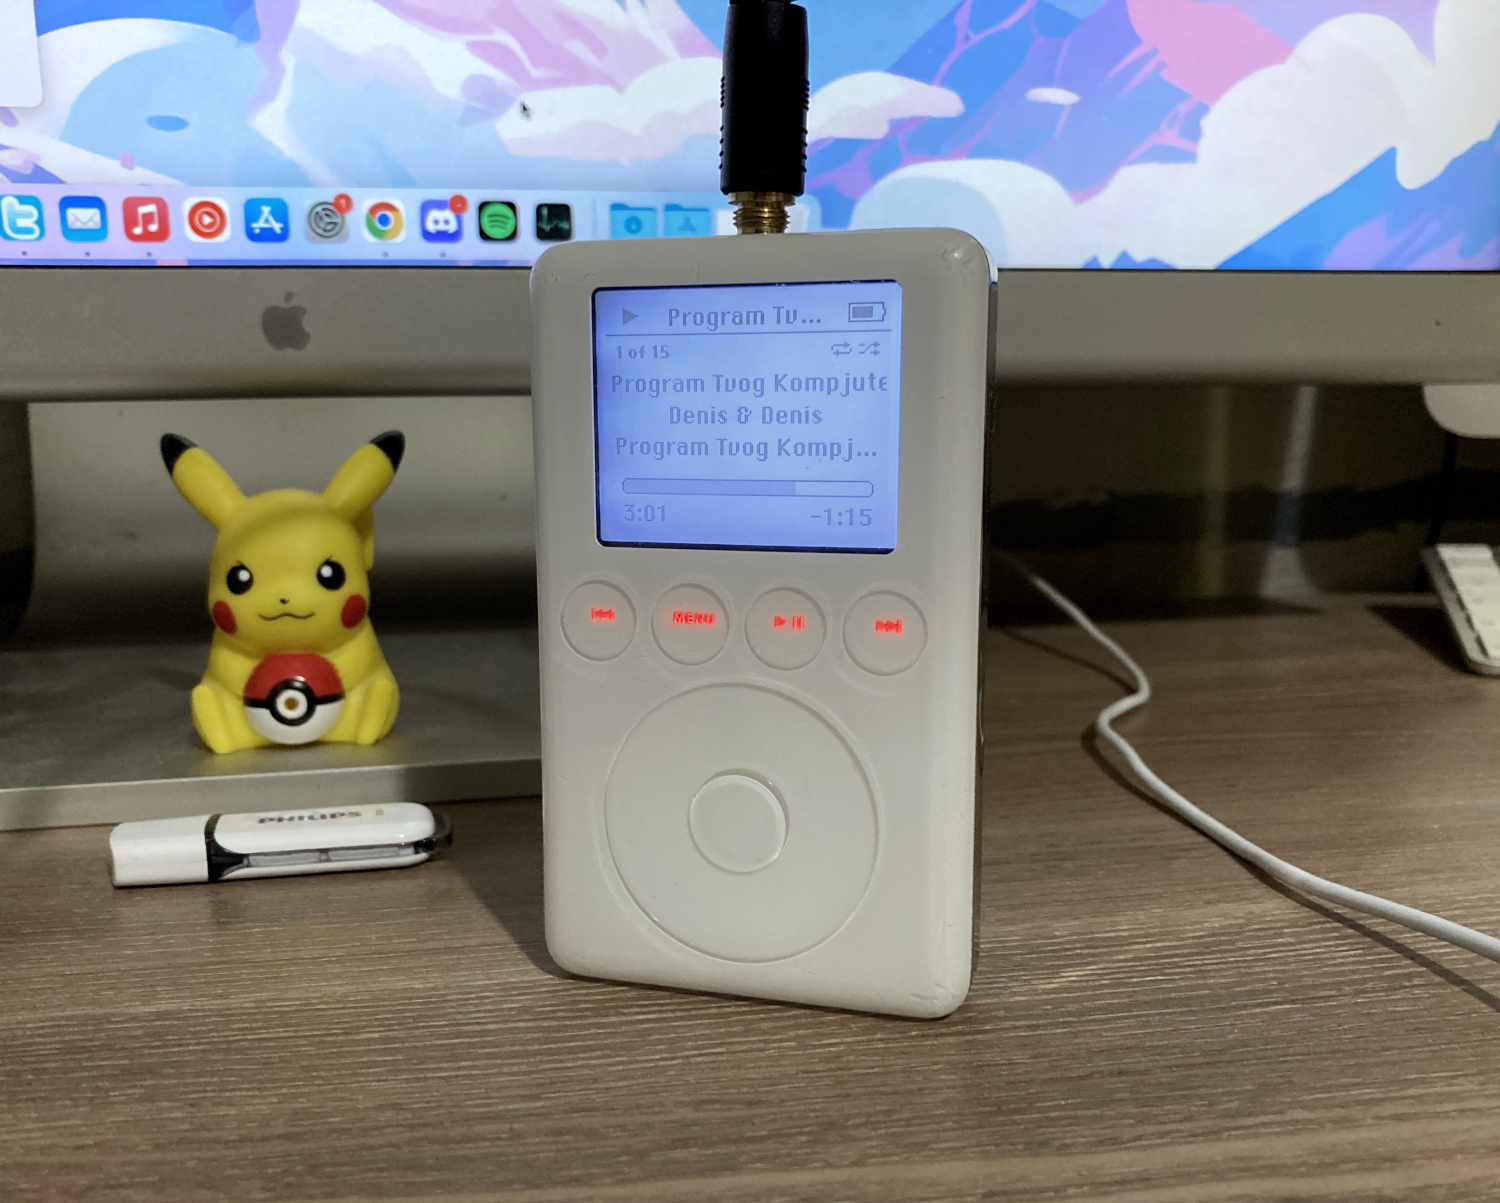 Program Tv...
1 of 15
Program Tvog Kompjute
Denis & Denis
Program Tvog Kompj...
3:01
-1:15
MENU
PHILIPS